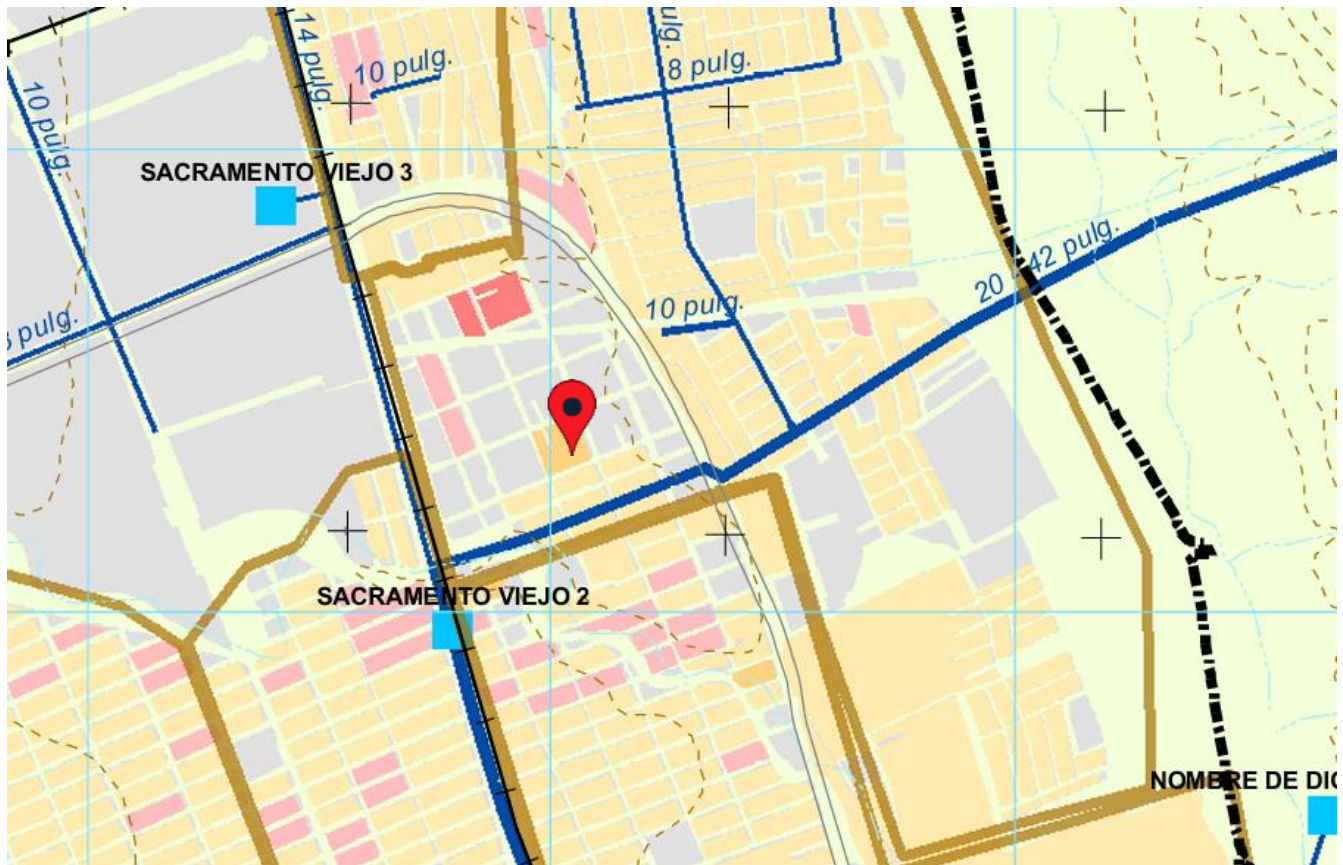 14 pulg.
10 pulg.
pulg.
8 pulg.
10 pulg.
SACRAMENTO VIEJO 3
20 - 42 pulg.
10 pulg.
pulg.
SACRAMENTO VIEJO 2
NOMBRE DE